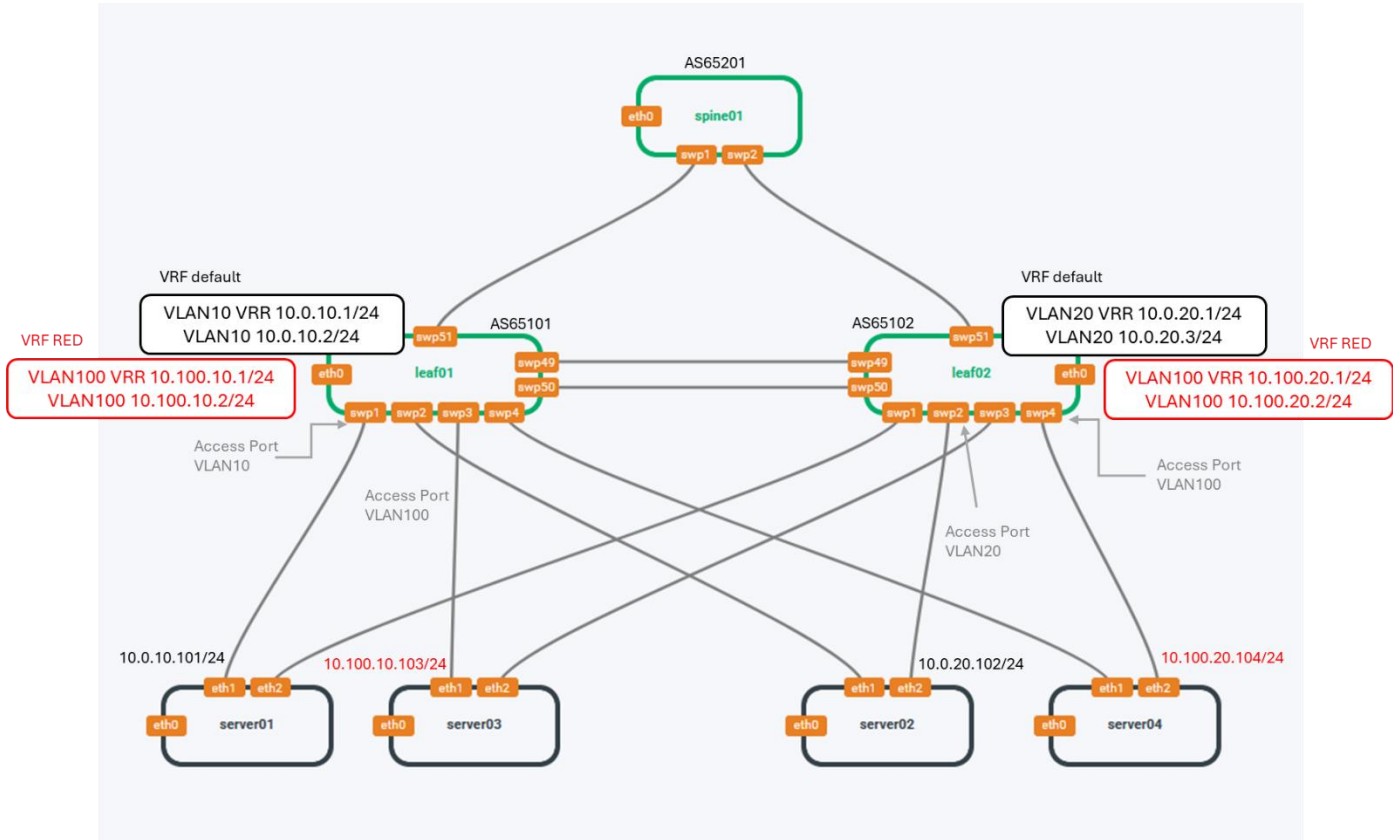 AS65201
eth0
spine01
swp1
swp2
VRF default
VRF default
VLAN10 VRR 10.0.10.1/24
VLAN10 10.0.10.2/24
AS65101
AS65102
VLAN20 VRR 10.0.20.1/24
VLAN20 10.0.20.3/24
VRF RED
VRF RED
swp51
swp51
swp49
swp49
eth0
leaf01
swp50
swp50
leaf02
eth0
VLAN100 VRR 10.100.10.1/24
VLAN100 10.100.10.2/24
VLAN100 VRR 10.100.20.1/24
VLAN100 10.100.20.2/24
swp1
swp2
swp3
swp4
swp1
swp2
swp3
swp4
Access Port
VLAN10
Access Port
VLAN100
Access Port
VLAN100
Access Port
VLAN20
10.0.10.101/24
10.100.10.103/24
10.0.20.102/24
10.100.20.104/24
eth1
eth2
eth1
eth2
eth1
eth2
eth1
eth2
eth0
server01
eth0
server03
eth0
server02
eth0
server04